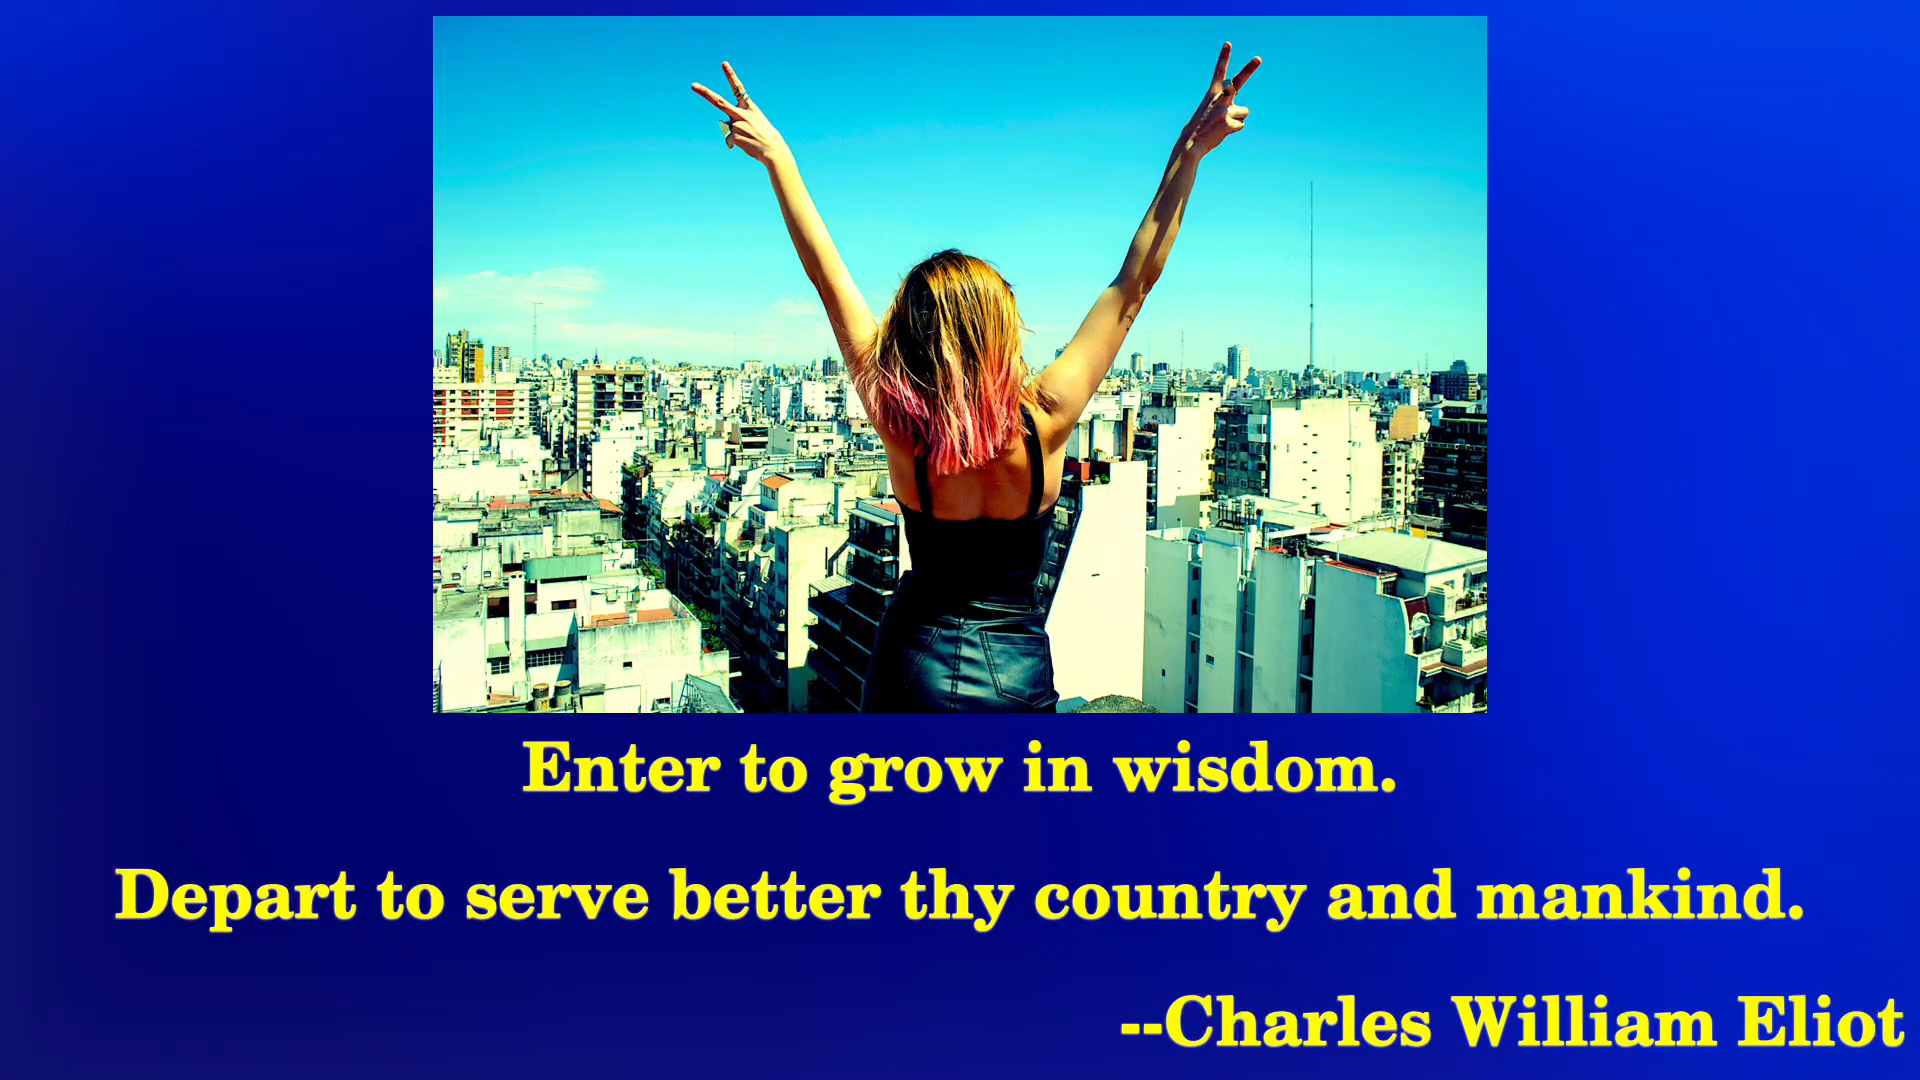 Enter to grow in wisdom.
Depart to serve better thy country and mankind.
--Charles William Eliot